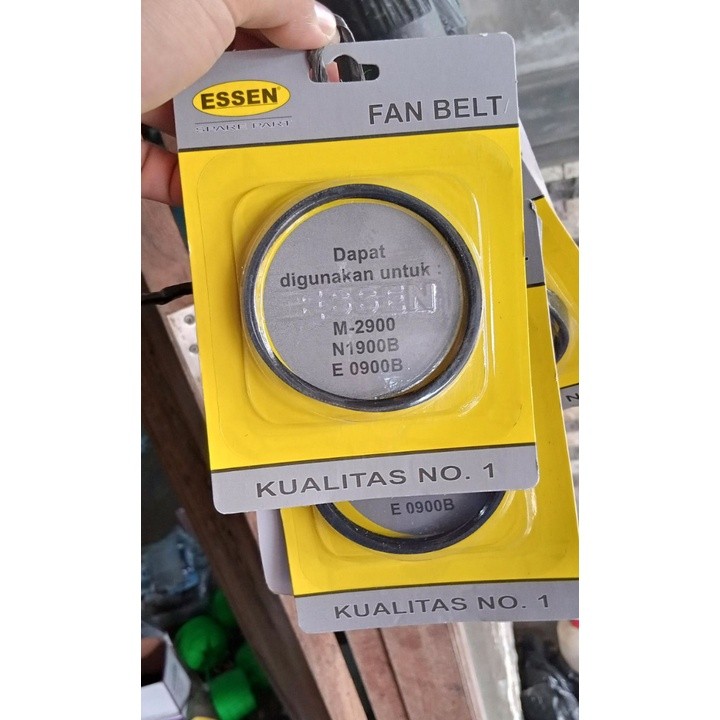 ESSEN
SPARE PART
FAN BELT
Dapat
digunakan untuk :
ESSEN
M-2900
N1900B
E 0900B
KUALITAS NO. 1
E 0900B
KUALITAS NO. 1
N